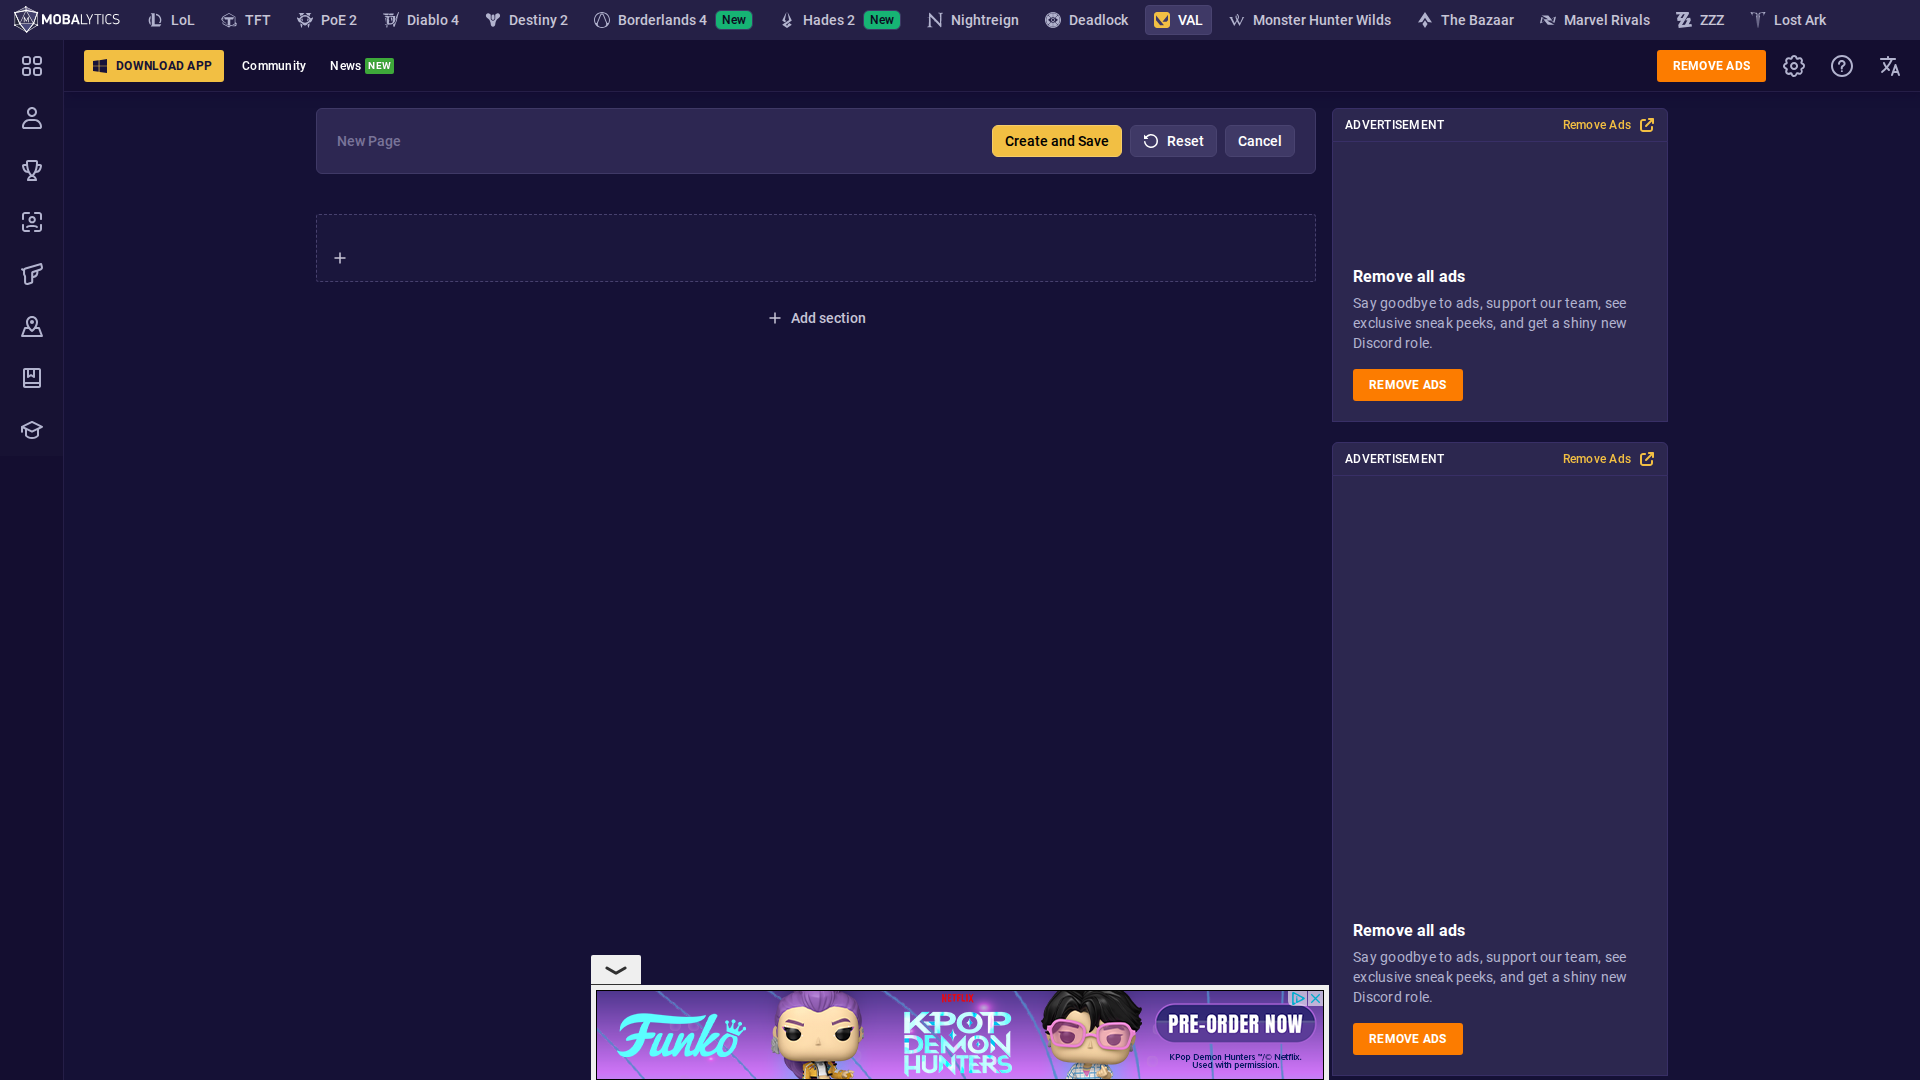 MOBALYTICS
LoL
TFT
PoE 2
Diablo 4
Destiny 2
Borderlands 4 New
Hades 2 New
Nightreign
Deadlock
VAL
Monster Hunter Wilds
The Bazaar
Marvel Rivals
ZZZ
Lost Ark
DOWNLOAD APP
Community
News NEW
REMOVE ADS
New Page
Create and Save
Reset
Cancel
Add section
ADVERTISEMENT
Remove Ads
Remove all ads
Say goodbye to ads, support our team, see
exclusive sneak peeks, and get a shiny new
Discord role.
REMOVE ADS
ADVERTISEMENT
Remove Ads
Remove all ads
Say goodbye to ads, support our team, see
exclusive sneak peeks, and get a shiny new
Discord role.
REMOVE ADS
Funko
NETFLIX
KPOP
DEMON
HUNTERS
PRE-ORDER NOW
KPop Demon Hunters ™/© Netflix.
Used with permission.